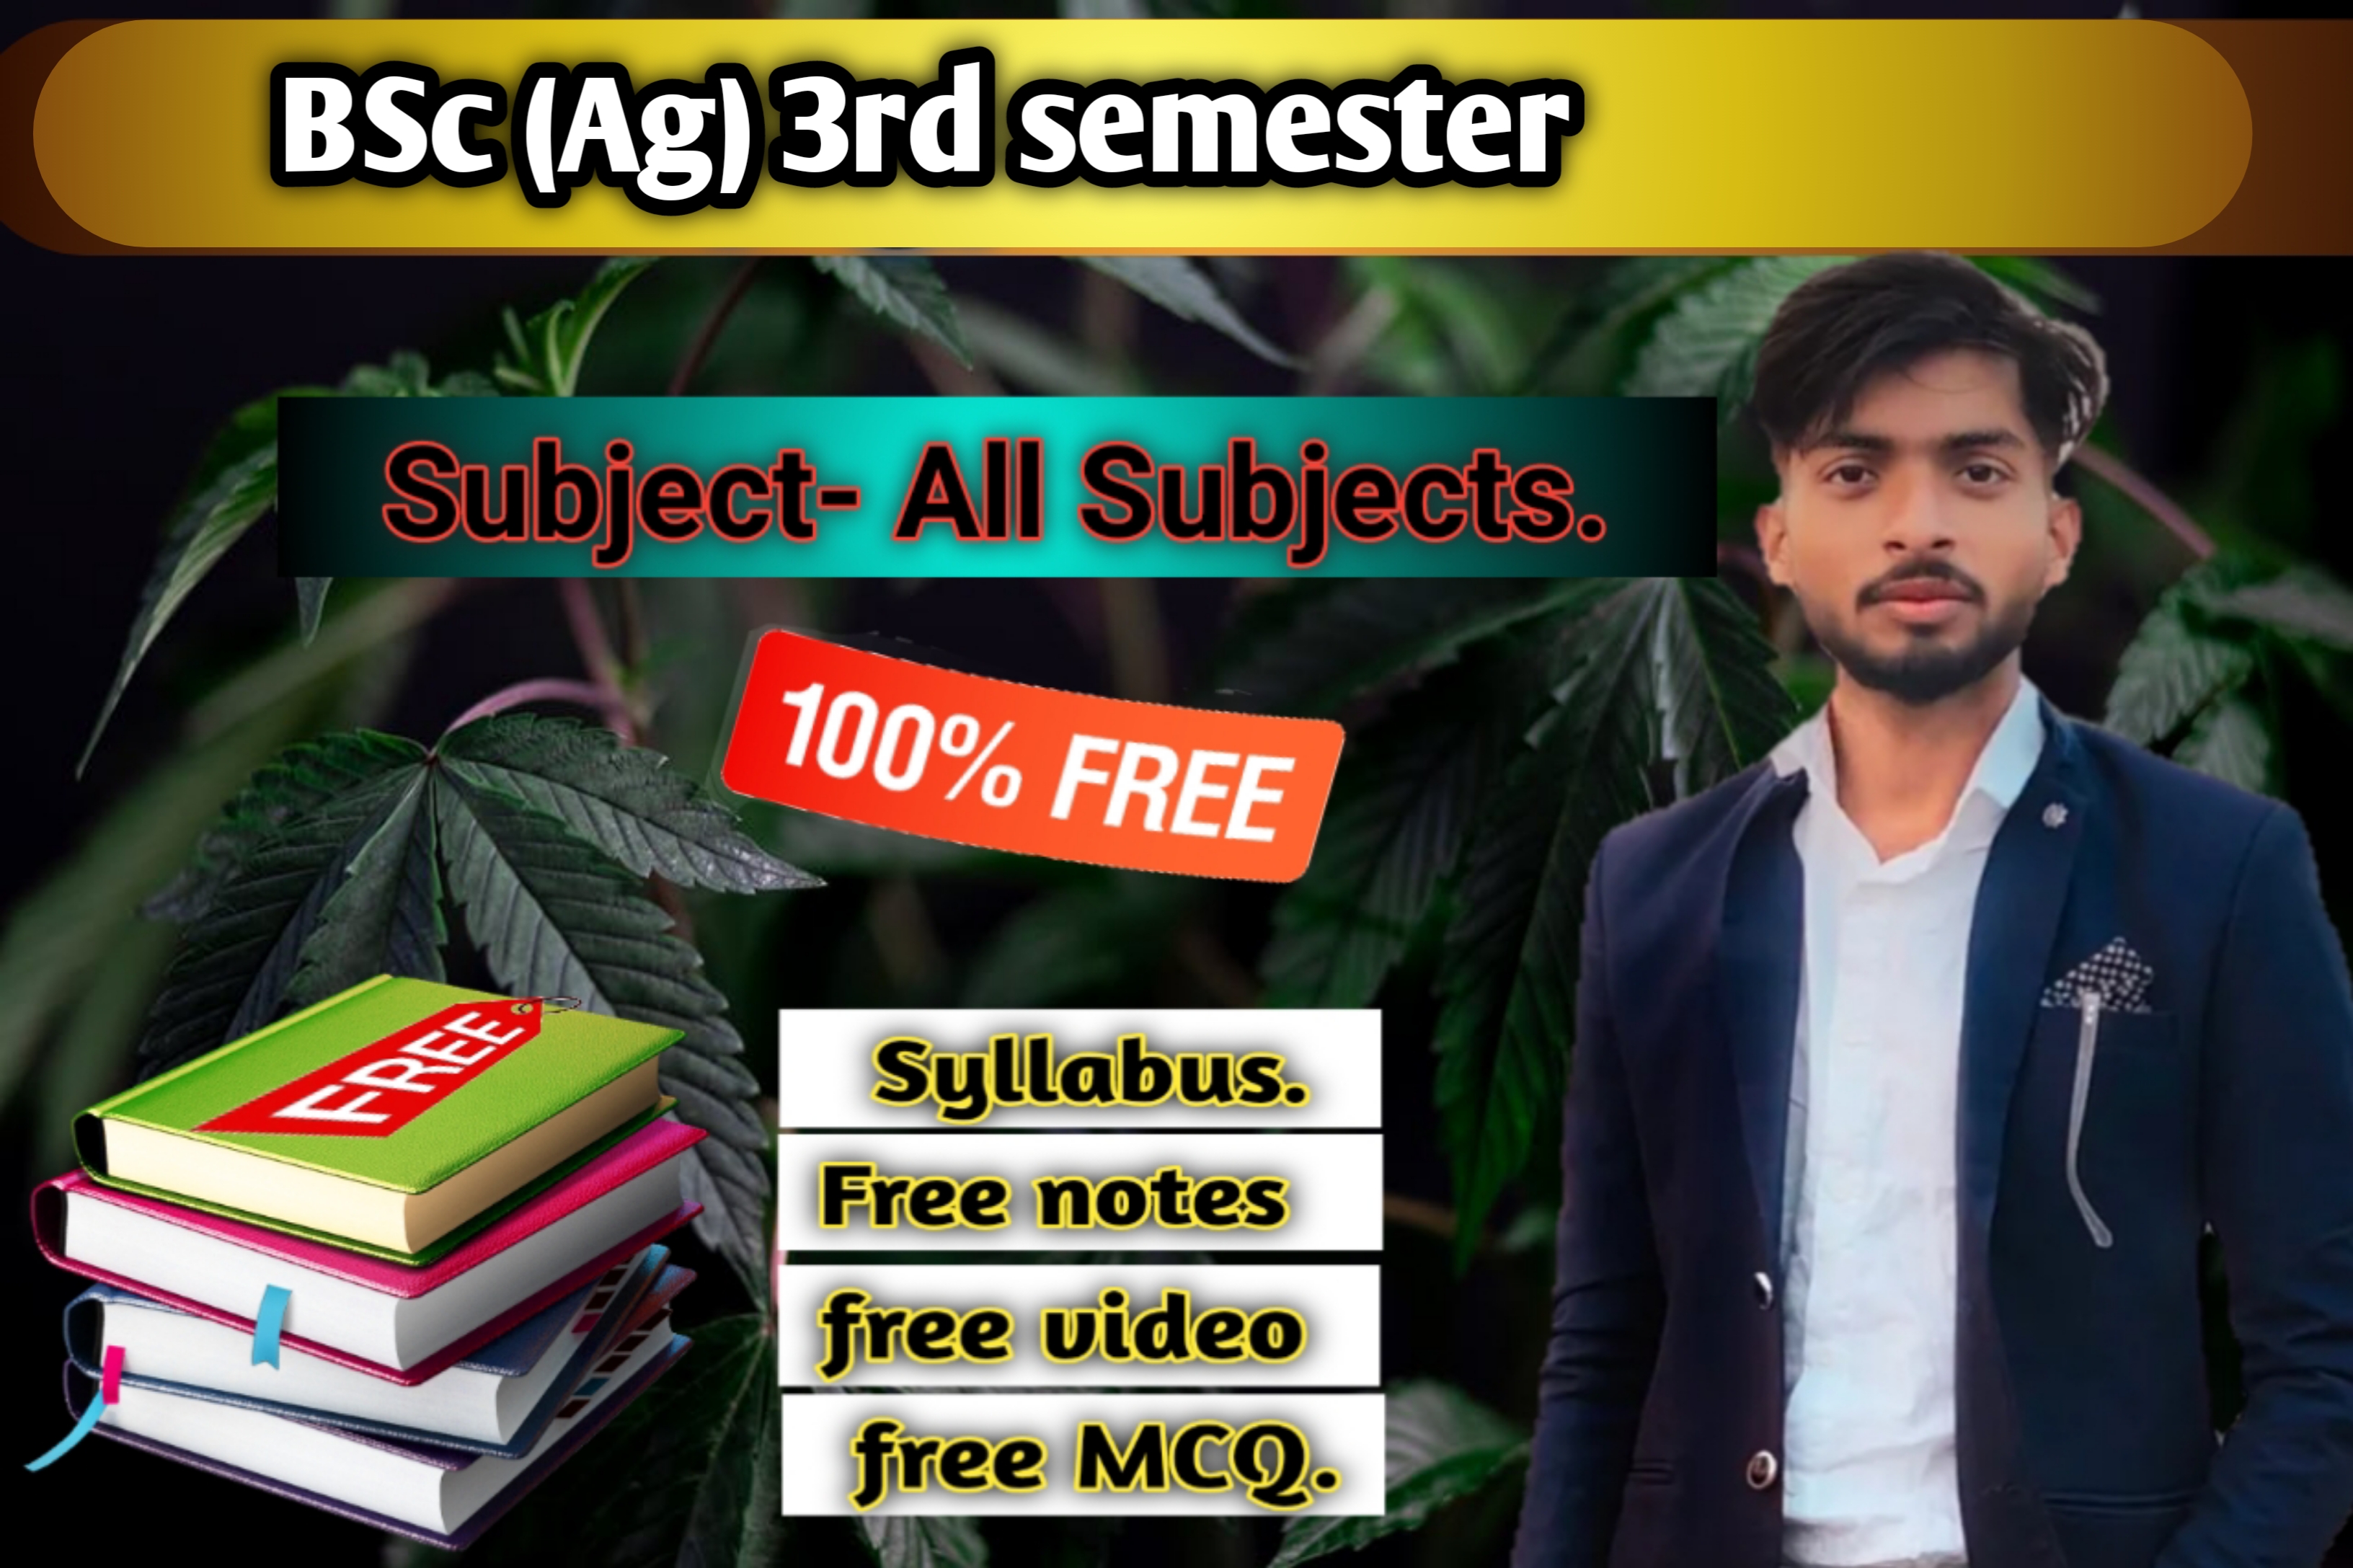 BSc (Ag) 3rd semester
Subject- All Subjects.
100% FREE
FREE
Syllabus.
Free notes
free video
free MCQ.